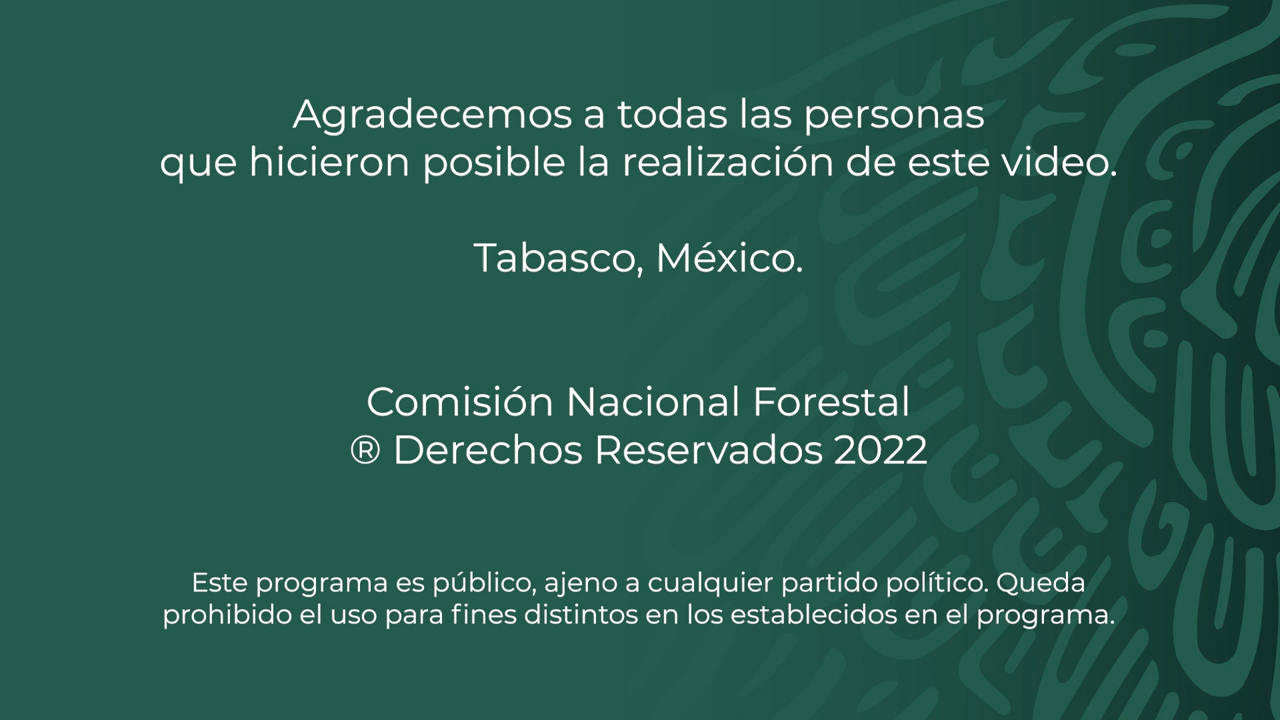 Agradecemos a todas las personas
que hicieron posible la realización de este video.
Tabasco, México.
Comisión Nacional Forestal
® Derechos Reservados 2022
Este programa es público, ajeno a cualquier partido político. Queda
prohibido el uso para fines distintos en los establecidos en el programa.